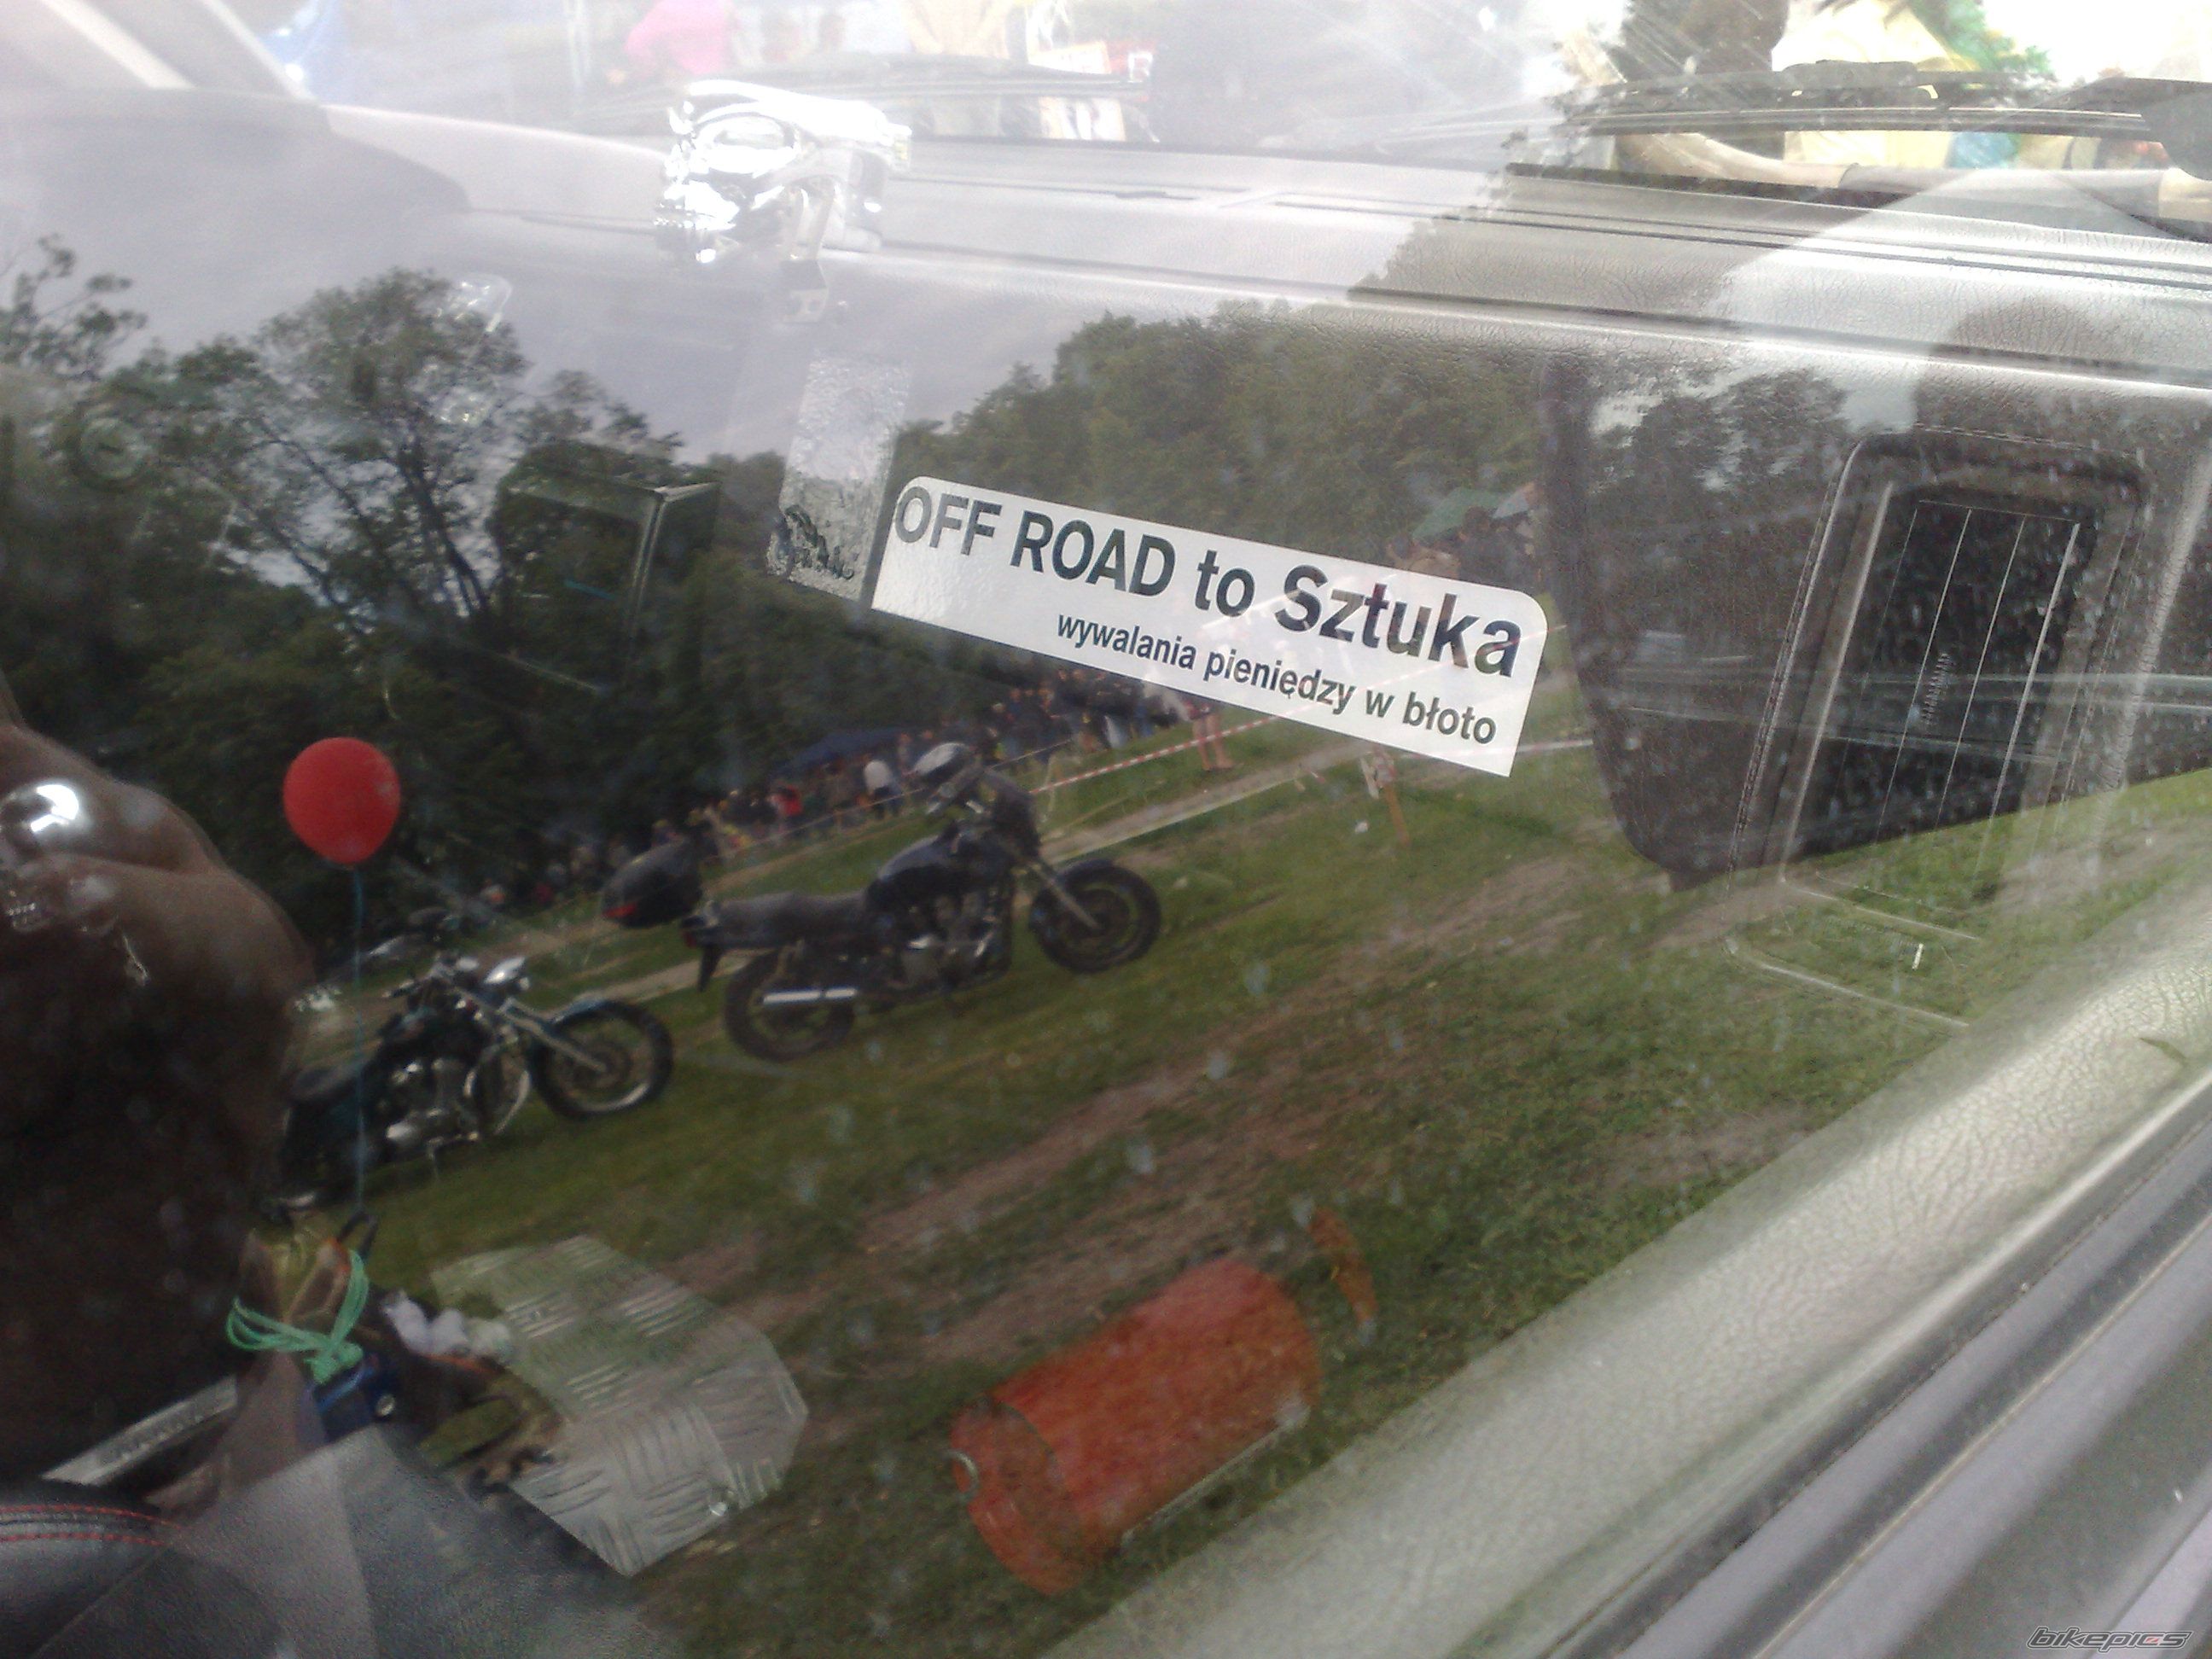 OFF ROAD to Sztuka
wywalania pieniędzy w błoto
bikepics